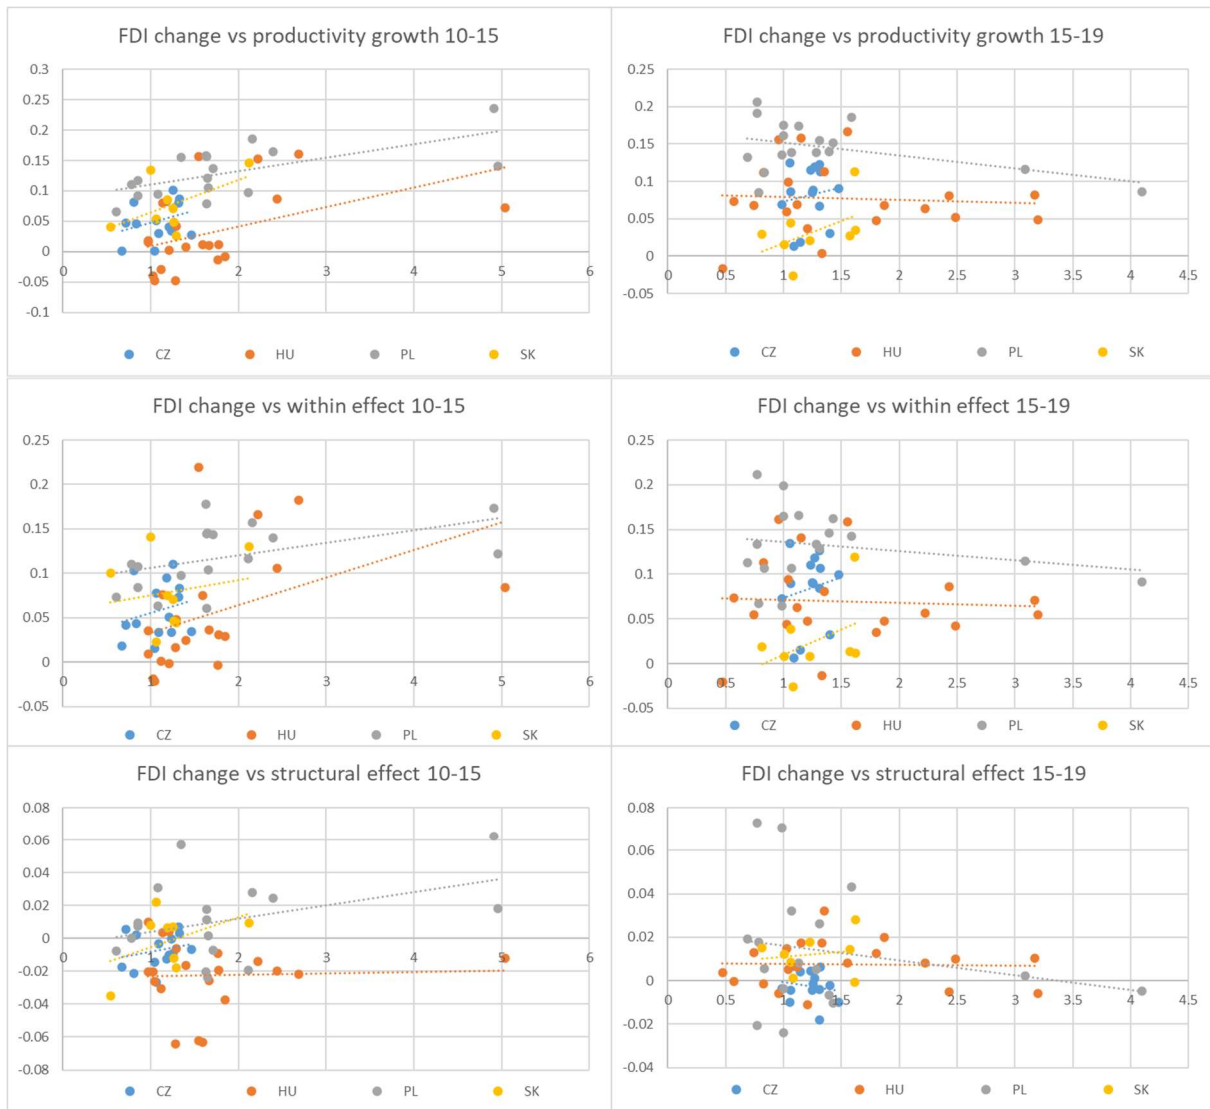 FDI change vs productivity growth 10-15
0.3
0.25
0.2
0.15
0.1
0.05
0
-0.05
-0.1
0 1 2 3 4 5 6
CZ HU PL SK
FDI change vs productivity growth 15-19
0.25
0.2
0.15
0.1
0.05
0
-0.05
0 0.5 1 1.5 2 2.5 3 3.5 4 4.5
CZ HU PL SK
FDI change vs within effect 10-15
0.25
0.2
0.15
0.1
0.05
0
-0.05
0 1 2 3 4 5 6
CZ HU PL SK
FDI change vs within effect 15-19
0.25
0.2
0.15
0.1
0.05
0
-0.05
0 0.5 1 1.5 2 2.5 3 3.5 4 4.5
CZ HU PL SK
FDI change vs structural effect 10-15
0.08
0.06
0.04
0.02
0
-0.02
-0.04
-0.06
-0.08
0 1 2 3 4 5 6
CZ HU PL SK
FDI change vs structural effect 15-19
0.08
0.06
0.04
0.02
0
-0.02
-0.04
0 0.5 1 1.5 2 2.5 3 3.5 4 4.5
CZ HU PL SK